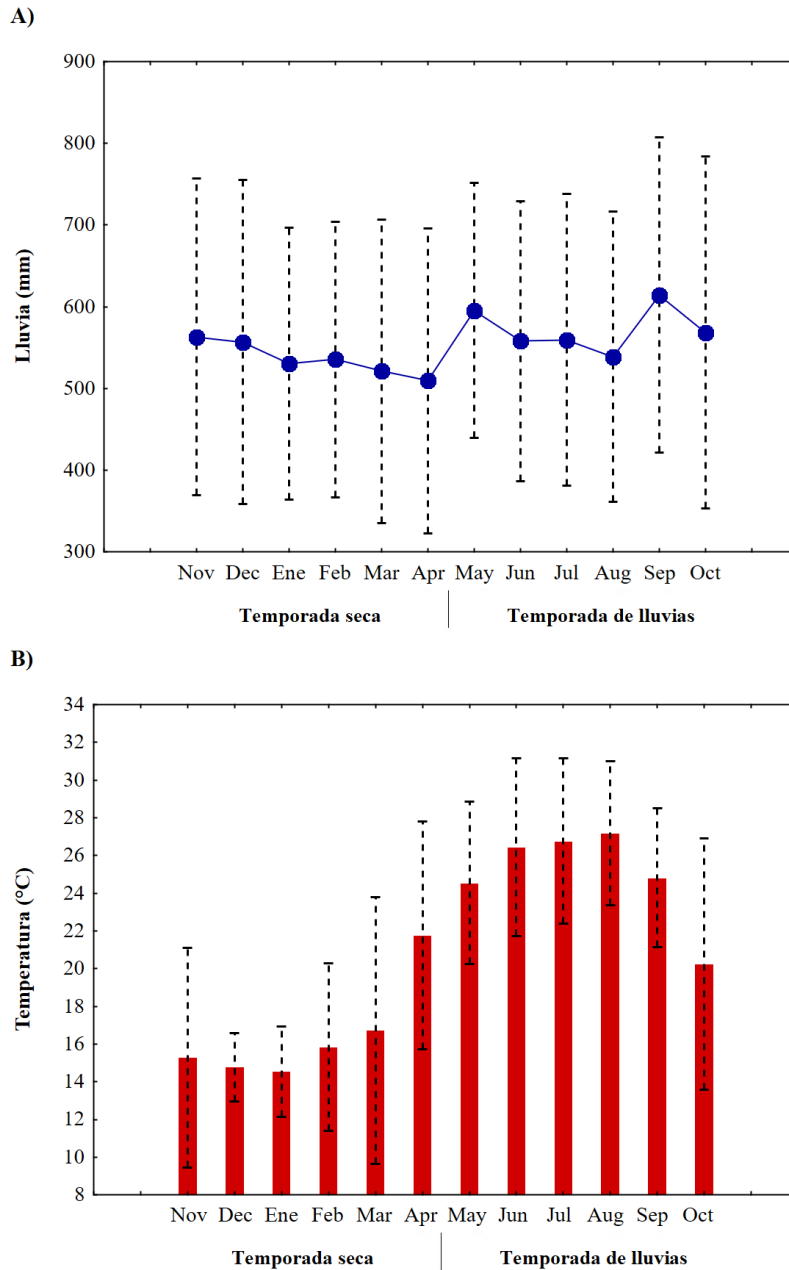 A)
900
800
700
600
500
400
300
Lluvia (mm)
Nov Dec Ene Feb Mar Apr May Jun Jul Aug Sep Oct
Temporada seca Temporada de lluvias
B)
34
32
30
28
26
24
22
20
18
16
14
12
10
8
Temperatura (°C)
Nov Dec Ene Feb Mar Apr May Jun Jul Aug Sep Oct
Temporada seca Temporada de lluvias